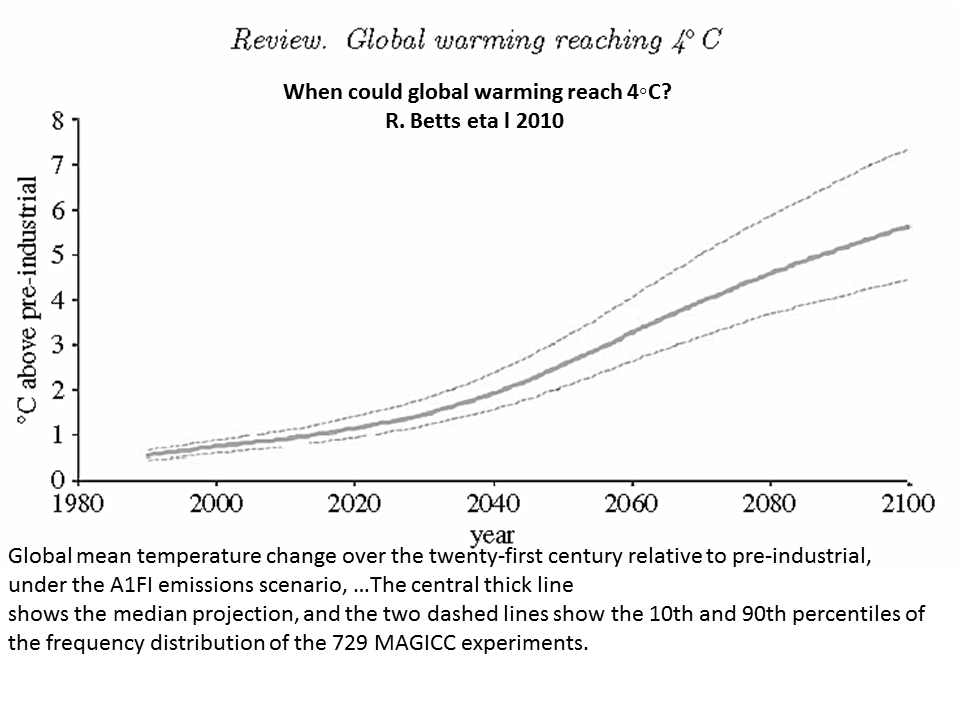 Review. Global warming reaching 4° C
When could global warming reach 4◦C?
R. Betts eta l 2010
°C above pre-industrial
8
7
6
5
4
3
2
1
0
1980 2000 2020 2040 2060 2080 2100
year
Global mean temperature change over the twenty-first century relative to pre-industrial,
under the A1FI emissions scenario, ...The central thick line
shows the median projection, and the two dashed lines show the 10th and 90th percentiles of
the frequency distribution of the 729 MAGICC experiments.